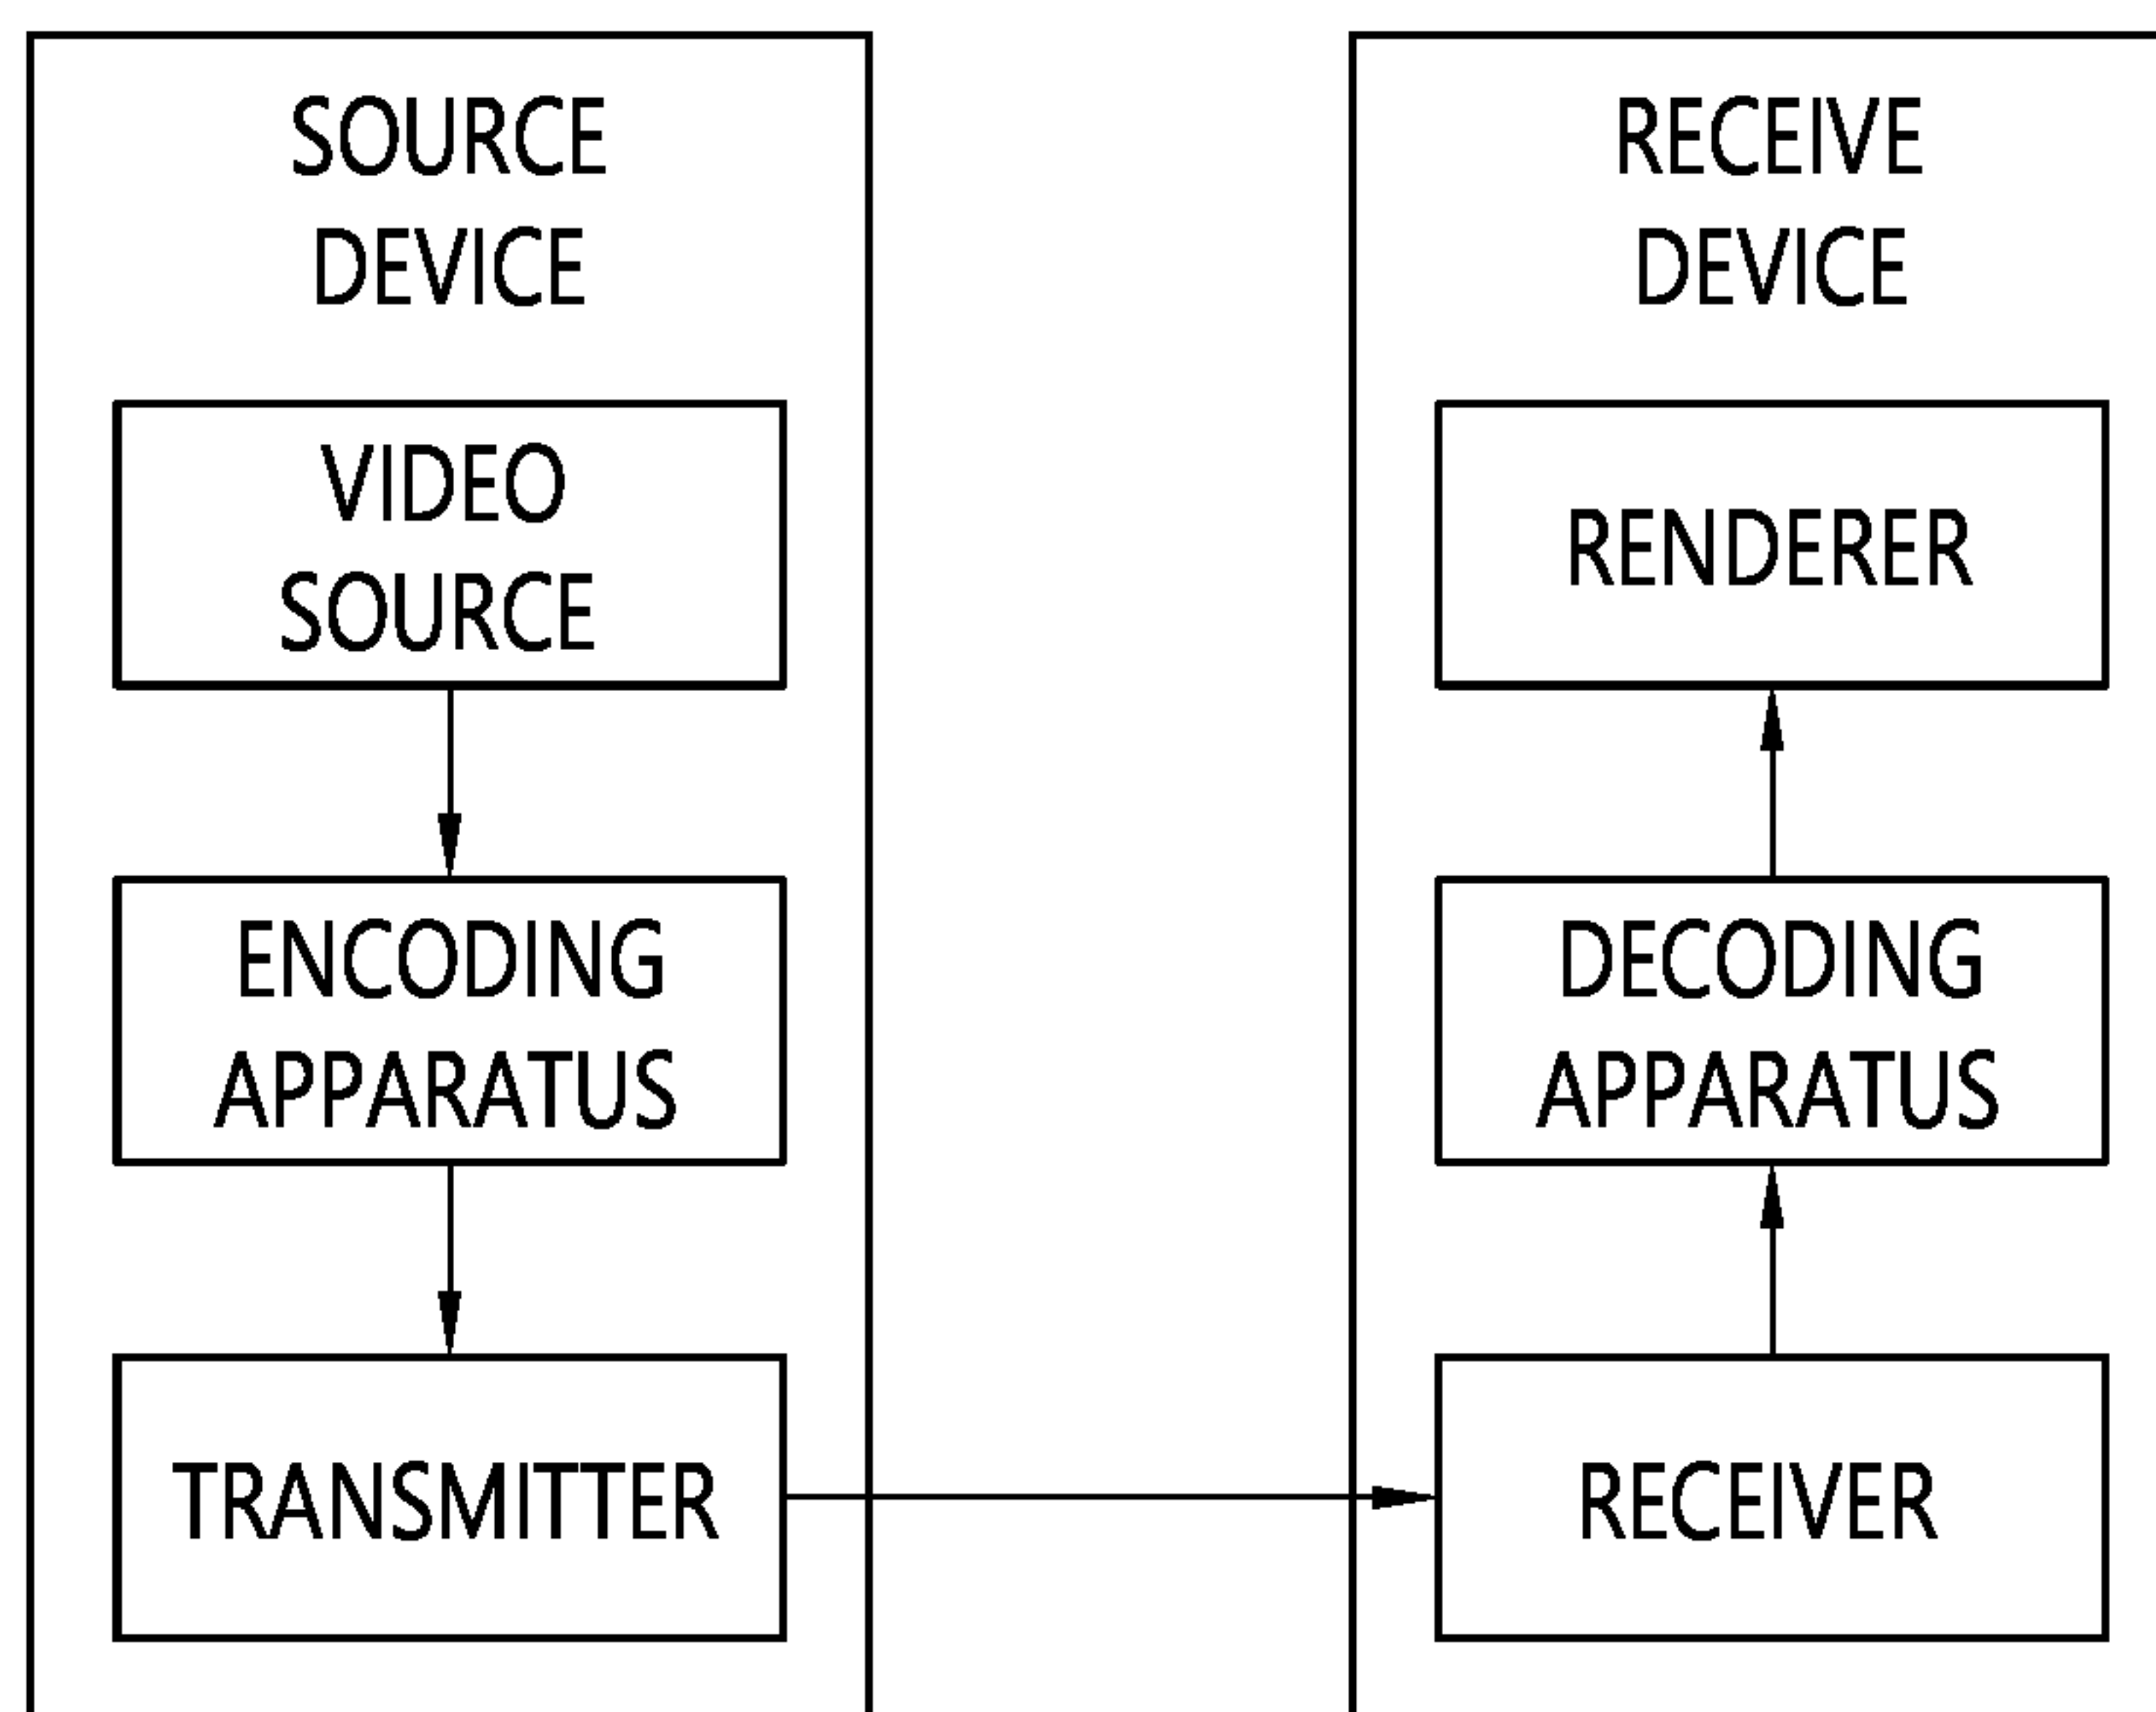 SOURCE
DEVICE
VIDEO
SOURCE
ENCODING
APPARATUS
TRANSMITTER
RECEIVE
DEVICE
RENDERER
DECODING
APPARATUS
RECEIVER